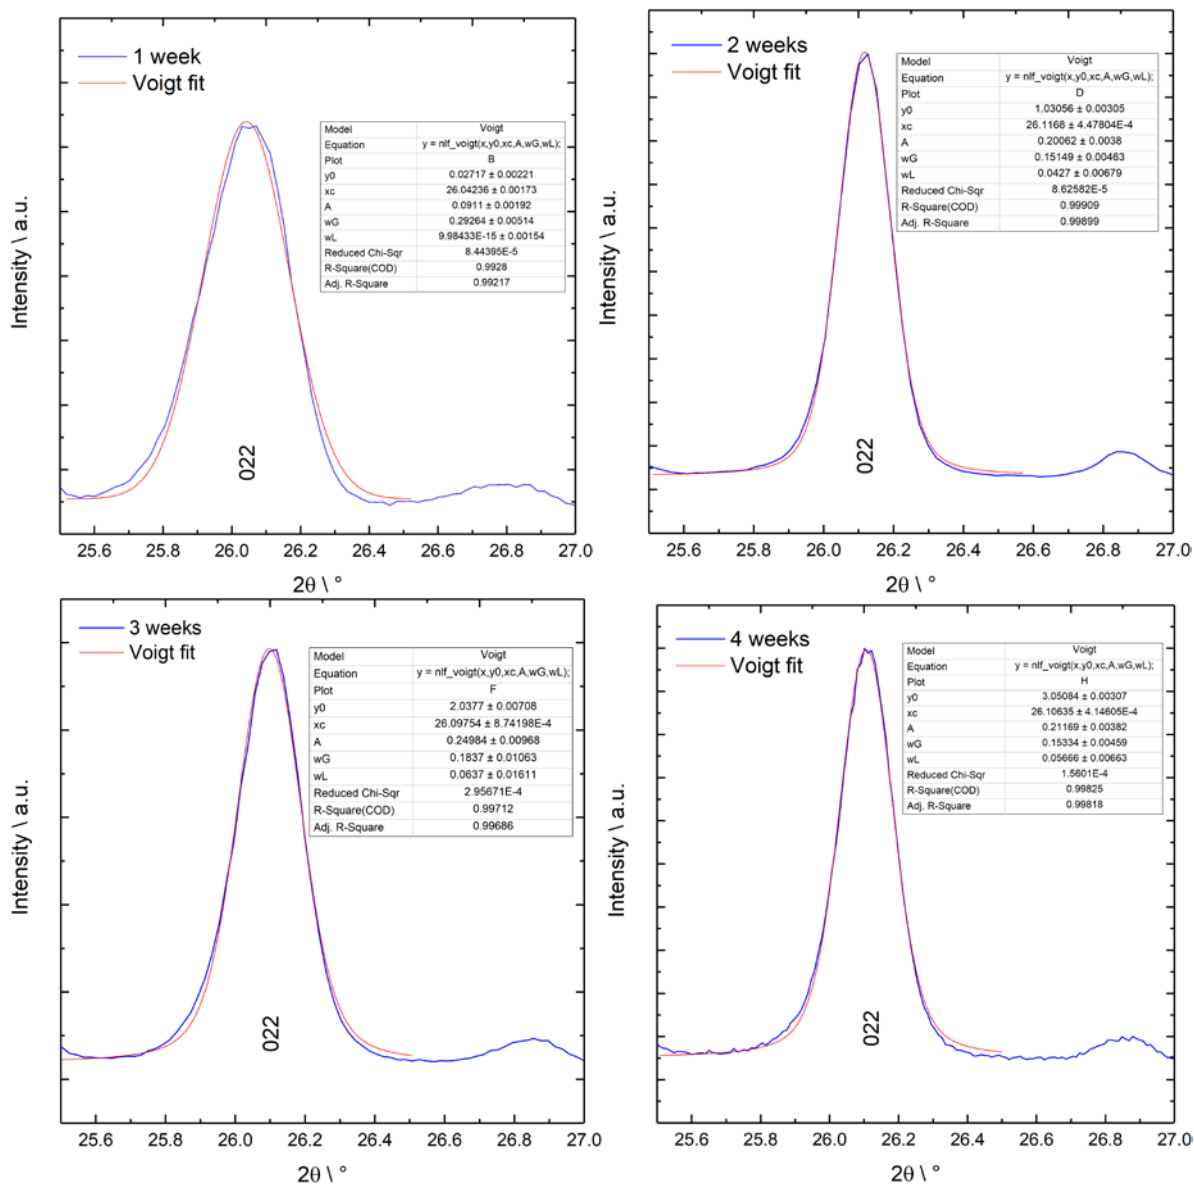 1 week
Voigt fit
Model Voigt
Equation y = nlf_voigt(x,y0,xc,A,wG,wL);
Plot B
y0 0.02717 ± 0.00221
xc 26.04236 ± 0.00173
A 0.0911 ± 0.00192
wG 0.29264 ± 0.00514
wL 9.98433E-15 ± 0.00154
Reduced Chi-Sqr 8.44395E-5
R-Square(COD) 0.9928
Adj. R-Square 0.99217
Intensity \ a.u.
022
25.6 25.8 26.0 26.2 26.4 26.6 26.8 27.0
2θ \ °
2 weeks
Voigt fit
Model Voigt
Equation y = nlf_voigt(x,y0,xc,A,wG,wL);
Plot D
y0 1.03056 ± 0.00305
xc 26.1168 ± 4.47804E-4
A 0.20062 ± 0.0038
wG 0.15149 ± 0.00463
wL 0.0427 ± 0.00679
Reduced Chi-Sqr 8.62582E-5
R-Square(COD) 0.99909
Adj. R-Square 0.99899
Intensity \ a.u.
022
25.6 25.8 26.0 26.2 26.4 26.6 26.8 27.0
2θ \ °
3 weeks
Voigt fit
Model Voigt
Equation y = nlf_voigt(x,y0,xc,A,wG,wL);
Plot F
y0 2.0377 ± 0.00708
xc 26.09754 ± 8.74198E-4
A 0.24984 ± 0.00968
wG 0.1837 ± 0.01063
wL 0.0637 ± 0.01611
Reduced Chi-Sqr 2.95671E-4
R-Square(COD) 0.99712
Adj. R-Square 0.99686
Intensity \ a.u.
022
25.6 25.8 26.0 26.2 26.4 26.6 26.8 27.0
2θ \ °
4 weeks
Voigt fit
Model Voigt
Equation y = nlf_voigt(x,y0,xc,A,wG,wL);
Plot H
y0 3.05084 ± 0.00307
xc 26.10635 ± 4.14605E-4
A 0.21169 ± 0.00382
wG 0.15334 ± 0.00459
wL 0.05666 ± 0.00663
Reduced Chi-Sqr 1.5601E-4
R-Square(COD) 0.99825
Adj. R-Square 0.99818
Intensity \ a.u.
022
25.6 25.8 26.0 26.2 26.4 26.6 26.8 27.0
2θ \ °